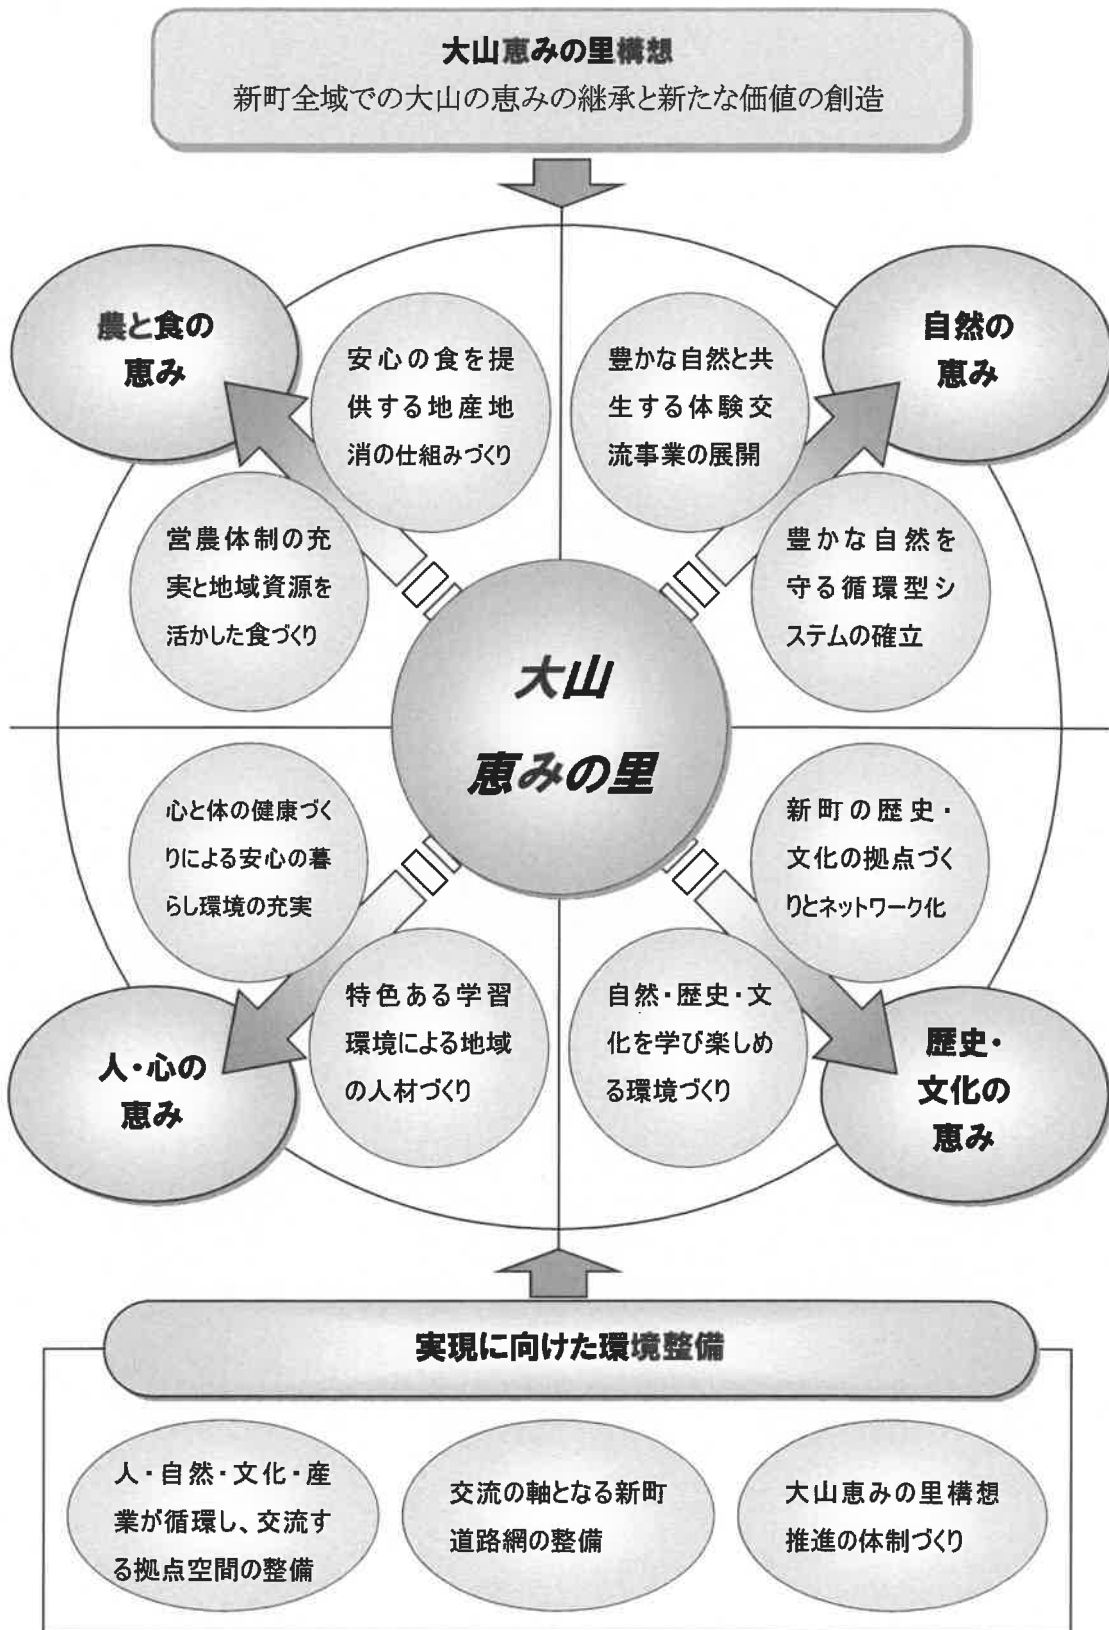 大山恵みの里構想
新町全域での大山の恵みの継承と新たな価値の創造
農と食の
恵み
安心の食を提
供する地産地
消の仕組みづくり
豊かな自然と共
生する体験交
流事業の展開
自然の
恵み
営農体制の充
実と地域資源を
活かした食づくり
豊かな自然を
守る循環型シ
ステムの確立
大山
恵みの里
心と体の健康づく
りによる安心の暮
らし環境の充実
新町の歴史・
文化の拠点づく
りとネットワーク化
人・心の
恵み
特色ある学習
環境による地域
の人材づくり
自然・歴史・文
化を学び楽しめ
る環境づくり
歴史・
文化の
恵み
実現に向けた環境整備
人・自然・文化・産
業が循環し、交流す
る拠点空間の整備
交流の軸となる新町
道路網の整備
大山恵みの里構想
推進の体制づくり